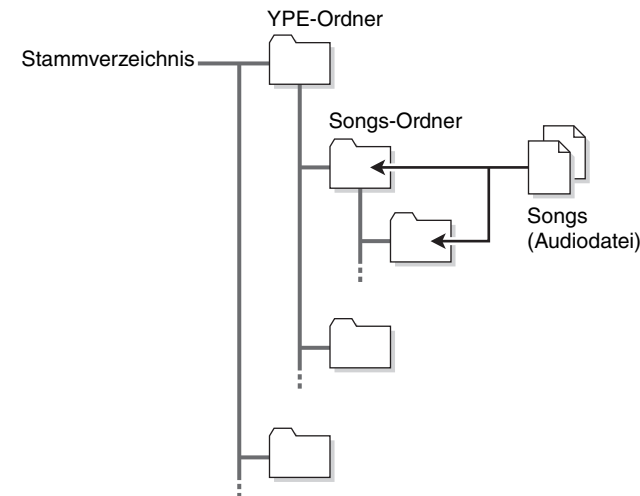 YPE-Ordner
Stammverzeichnis
Songs-Ordner
Songs
(Audiodatei)